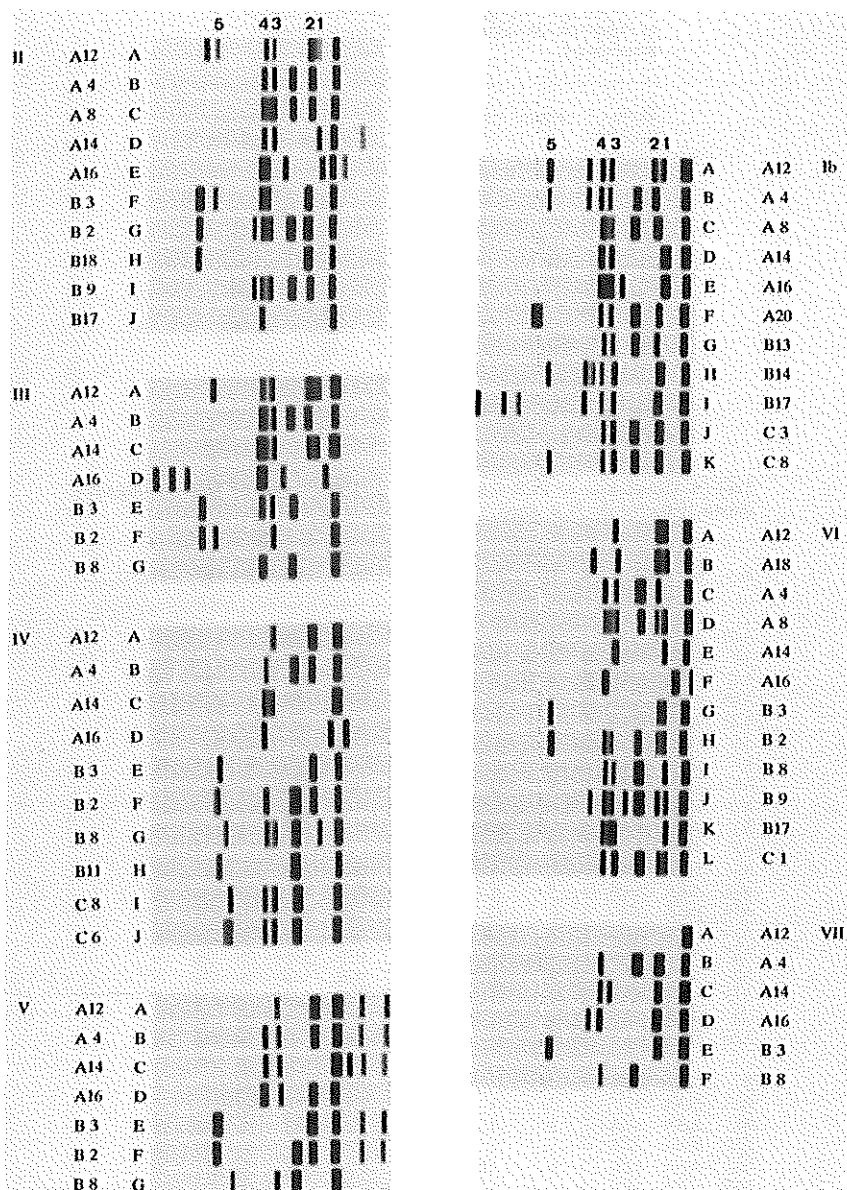 5 4 3 2 1
II A12 A
A 4 B
A 8 C
A14 D
A16 E
B 3 F
B 2 G
B18 H
B 9 I
B17 J
III A12 A
A 4 B
A14 C
A16 D
B 3 E
B 2 F
B 8 G
IV A12 A
A 4 B
A14 C
A16 D
B 3 E
B 2 F
B 8 G
B11 H
C 8 I
C 6 J
V A12 A
A 4 B
A14 C
A16 D
B 3 E
B 2 F
B 8 G
5 4 3 2 1
A A12 Ib
B A 4
C A 8
D A14
E A16
F A20
G B13
H B14
I B17
J C 3
K C 8
A A12 VI
B A18
C A 4
D A 8
E A14
F A16
G B 3
H B 2
I B 8
J B 9
K B17
L C 1
A A12 VII
B A 4
C A14
D A16
E B 3
F B 8